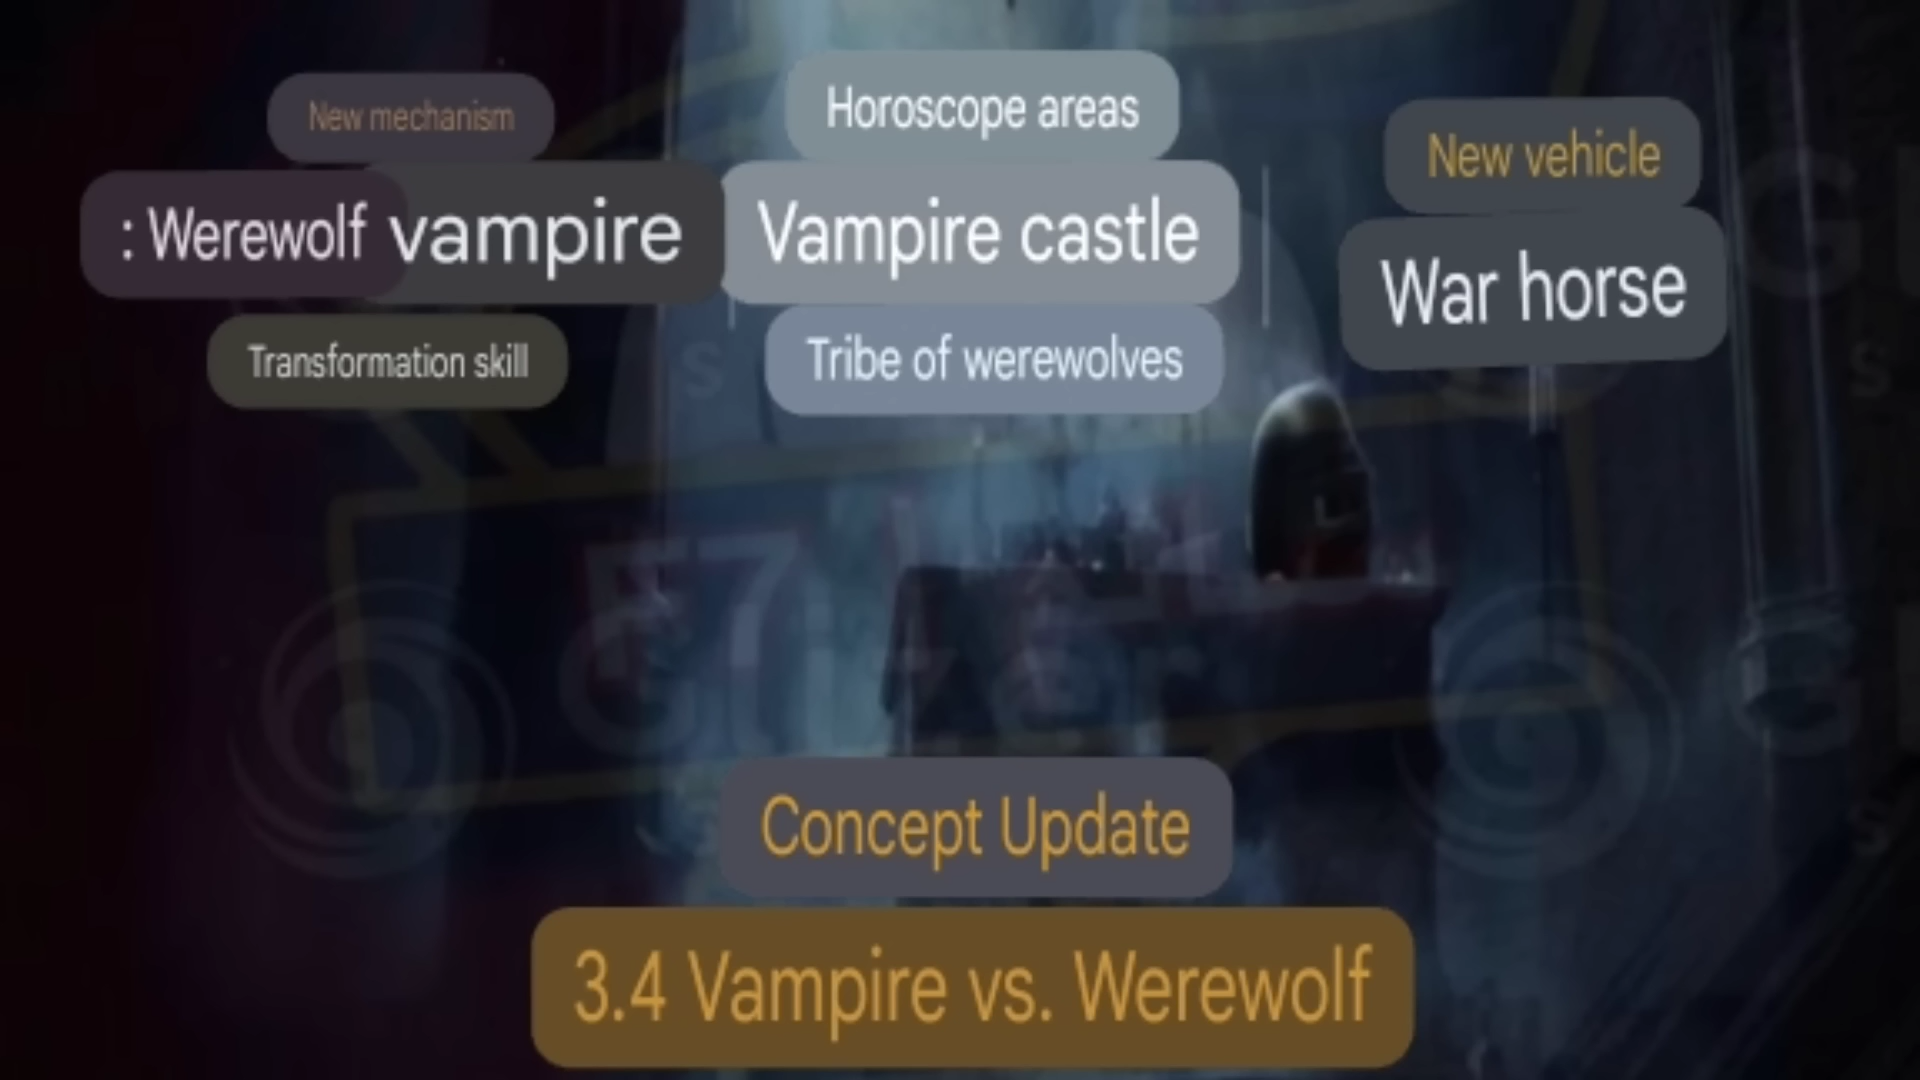 New mechanism
: Werewolf vampire
Transformation skill
Horoscope areas
Vampire castle
Tribe of werewolves
New vehicle
War horse
Concept Update
3.4 Vampire vs. Werewolf